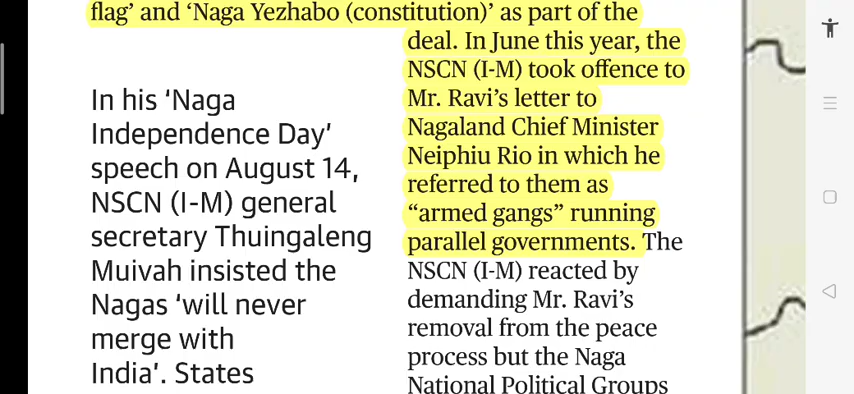 flag’ and ‘Naga Yezhabo (constitution)’ as part of the
deal. In June this year, the
NSCN (I-M) took offence to
Mr. Ravi’s letter to
Nagaland Chief Minister
Neiphiu Rio in which he
referred to them as
“armed gangs” running
parallel governments. The
NSCN (I-M) reacted by
demanding Mr. Ravi’s
removal from the peace
process but the Naga
National Political Groups
In his ‘Naga
Independence Day’
speech on August 14,
NSCN (I-M) general
secretary Thuingaleng
Muivah insisted the
Nagas ‘will never
merge with
India’. States